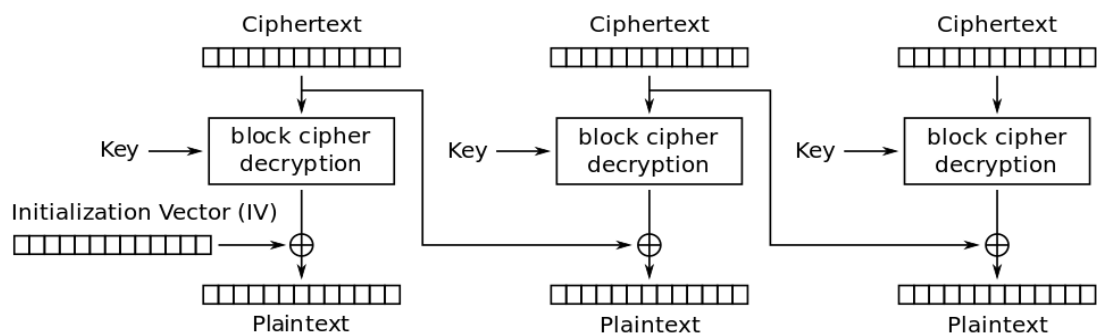 Ciphertext
Ciphertext
Ciphertext
Key
block cipher
decryption
Key
block cipher
decryption
Key
block cipher
decryption
Initialization Vector (IV)
Plaintext
Plaintext
Plaintext